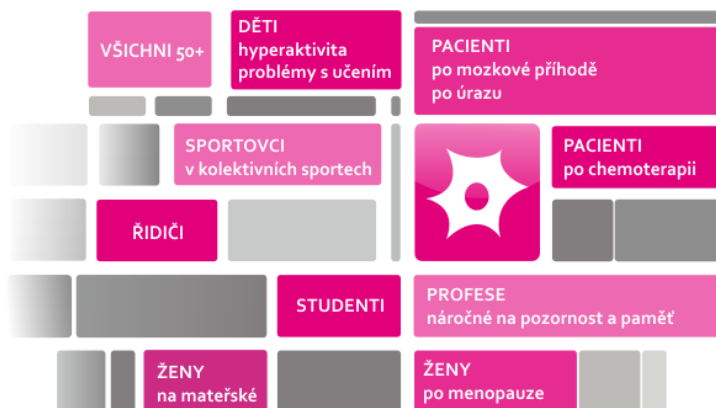 VŠICHNI 50+
DĚTI
hyperaktivita
problémy s učením
PACIENTI
po mozkové příhodě
po úrazu
SPORTOVCI
v kolektivních sportech
PACIENTI
po chemoterapii
ŘIDIČI
STUDENTI
PROFESE
náročné na pozornost a paměť
ŽENY
na mateřské
ŽENY
po menopauze